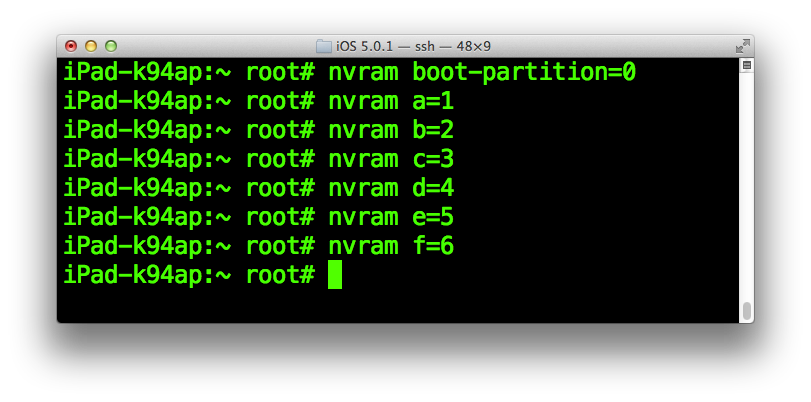 iOS 5.0.1 — ssh — 48×9
iPad-k94ap:~ root# nvram boot-partition=0
iPad-k94ap:~ root# nvram a=1
iPad-k94ap:~ root# nvram b=2
iPad-k94ap:~ root# nvram c=3
iPad-k94ap:~ root# nvram d=4
iPad-k94ap:~ root# nvram e=5
iPad-k94ap:~ root# nvram f=6
iPad-k94ap:~ root#